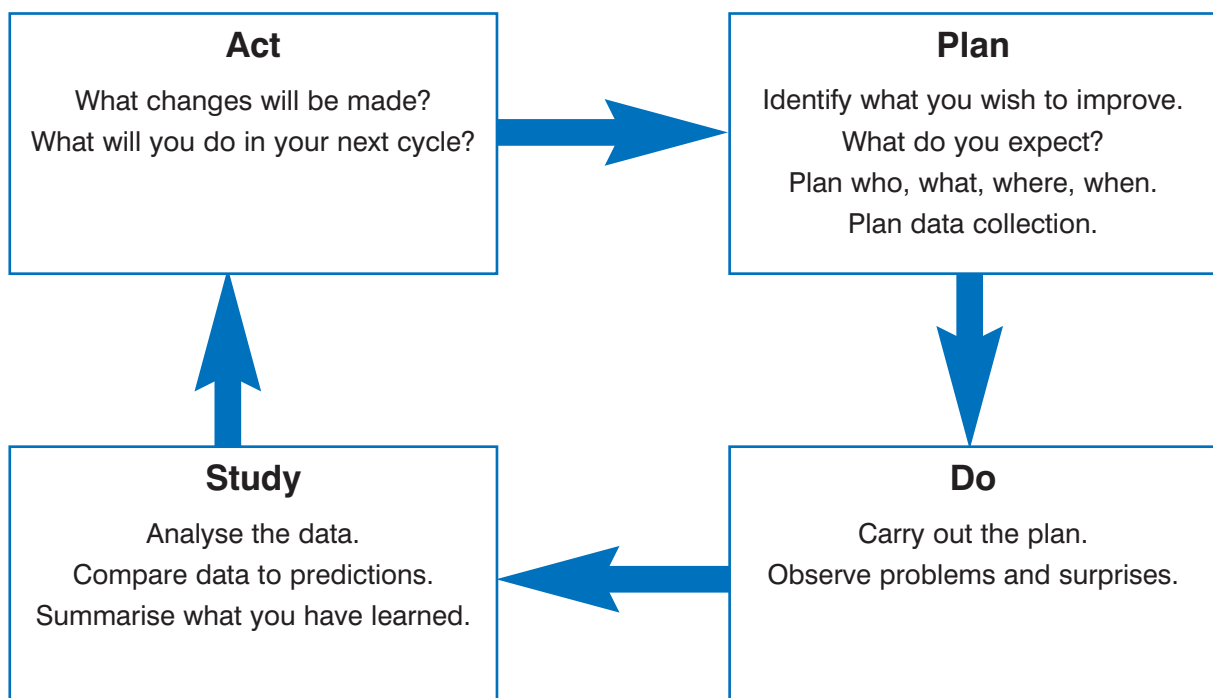 Act
What changes will be made?
What will you do in your next cycle?
Plan
Identify what you wish to improve.
What do you expect?
Plan who, what, where, when.
Plan data collection.
Study
Analyse the data.
Compare data to predictions.
Summarise what you have learned.
Do
Carry out the plan.
Observe problems and surprises.